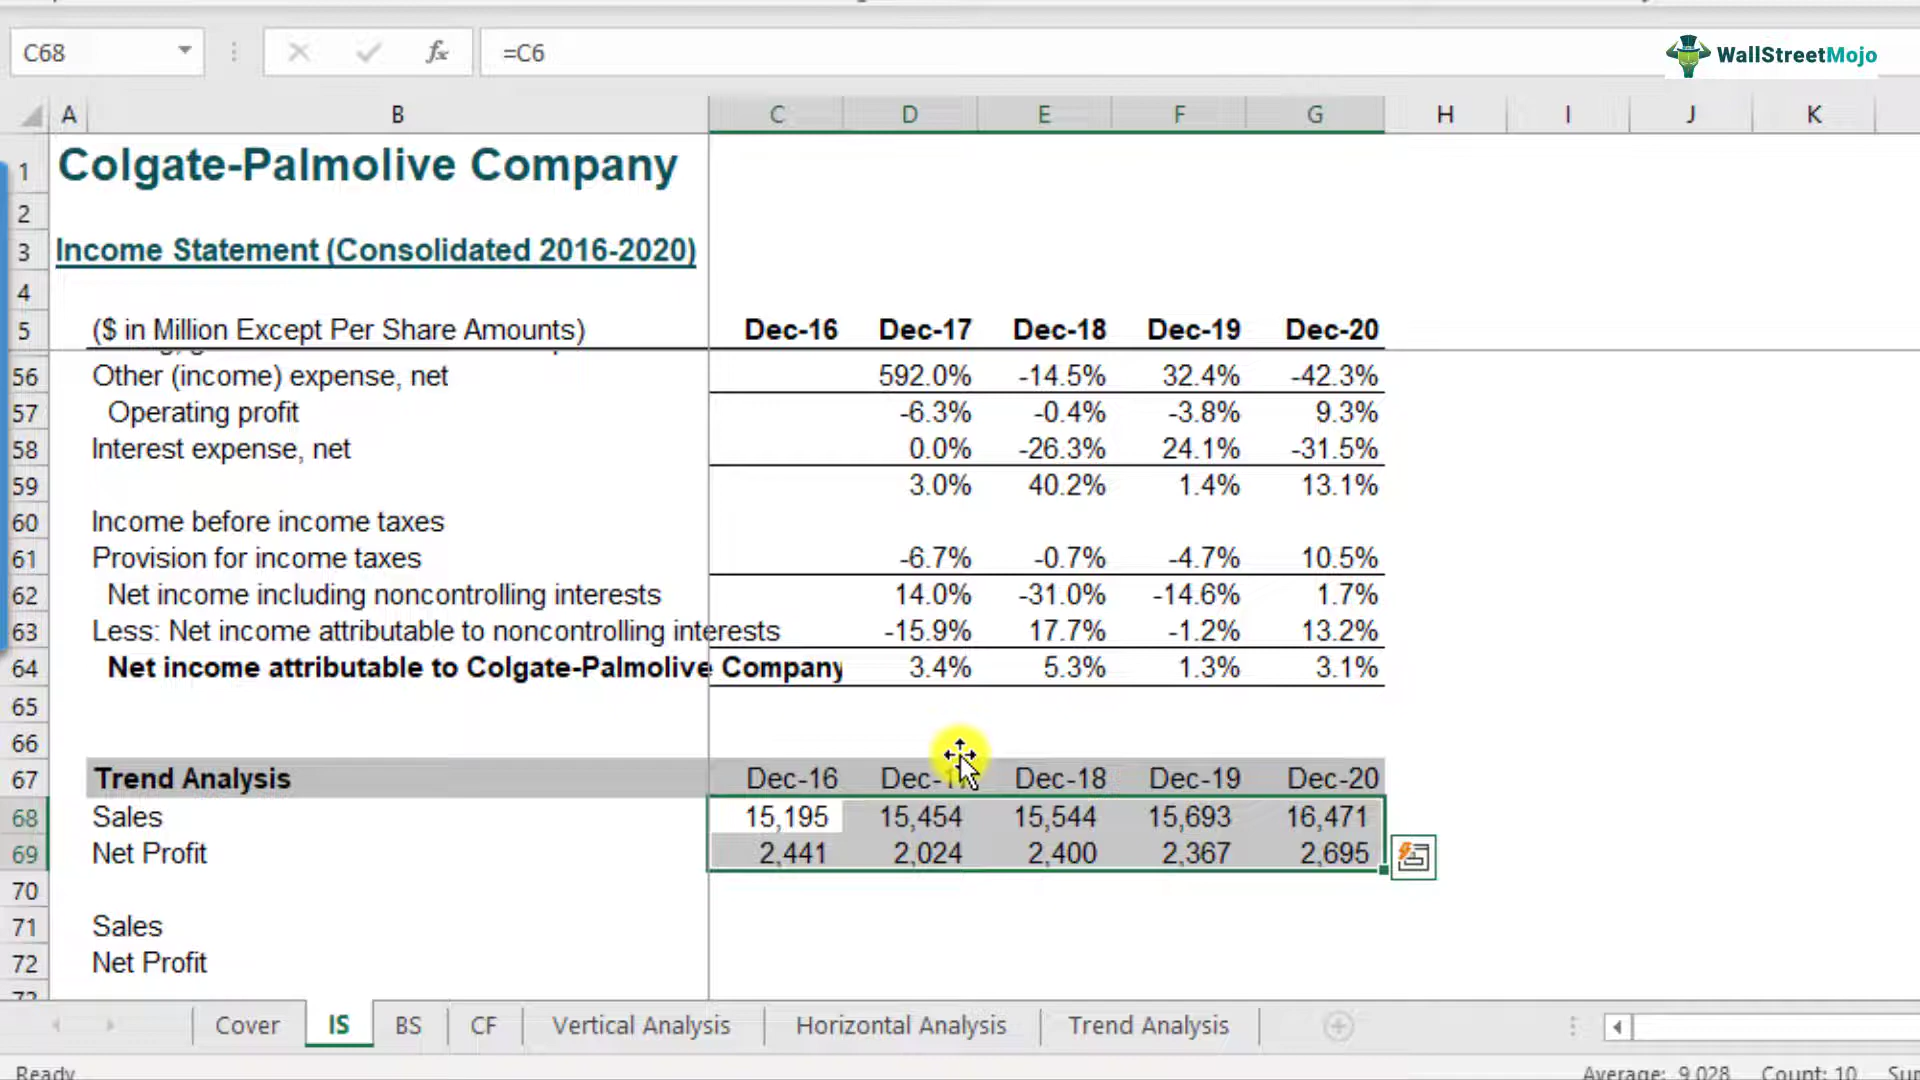 C68 fx =C6 WallStreetMojo
A B C D E F G H I J K
1 Colgate-Palmolive Company
2
3 Income Statement (Consolidated 2016-2020)
4
5 ($ in Million Except Per Share Amounts) Dec-16 Dec-17 Dec-18 Dec-19 Dec-20
56 Other (income) expense, net 592.0% -14.5% 32.4% -42.3%
57 Operating profit -6.3% -0.4% -3.8% 9.3%
58 Interest expense, net 0.0% -26.3% 24.1% -31.5%
59 3.0% 40.2% 1.4% 13.1%
60 Income before income taxes
61 Provision for income taxes -6.7% -0.7% -4.7% 10.5%
62 Net income including noncontrolling interests 14.0% -31.0% -14.6% 1.7%
63 Less: Net income attributable to noncontrolling interests -15.9% 17.7% -1.2% 13.2%
64 Net income attributable to Colgate-Palmolive Company 3.4% 5.3% 1.3% 3.1%
65
66
67 Trend Analysis Dec-16 Dec-18 Dec-19 Dec-20
68 Sales 15,195 15,454 15,544 15,693 16,471
69 Net Profit 2,441 2,024 2,400 2,367 2,695
70
71 Sales
72 Net Profit
Cover IS BS CF Vertical Analysis Horizontal Analysis Trend Analysis
Ready Average: 9,028 Count: 10